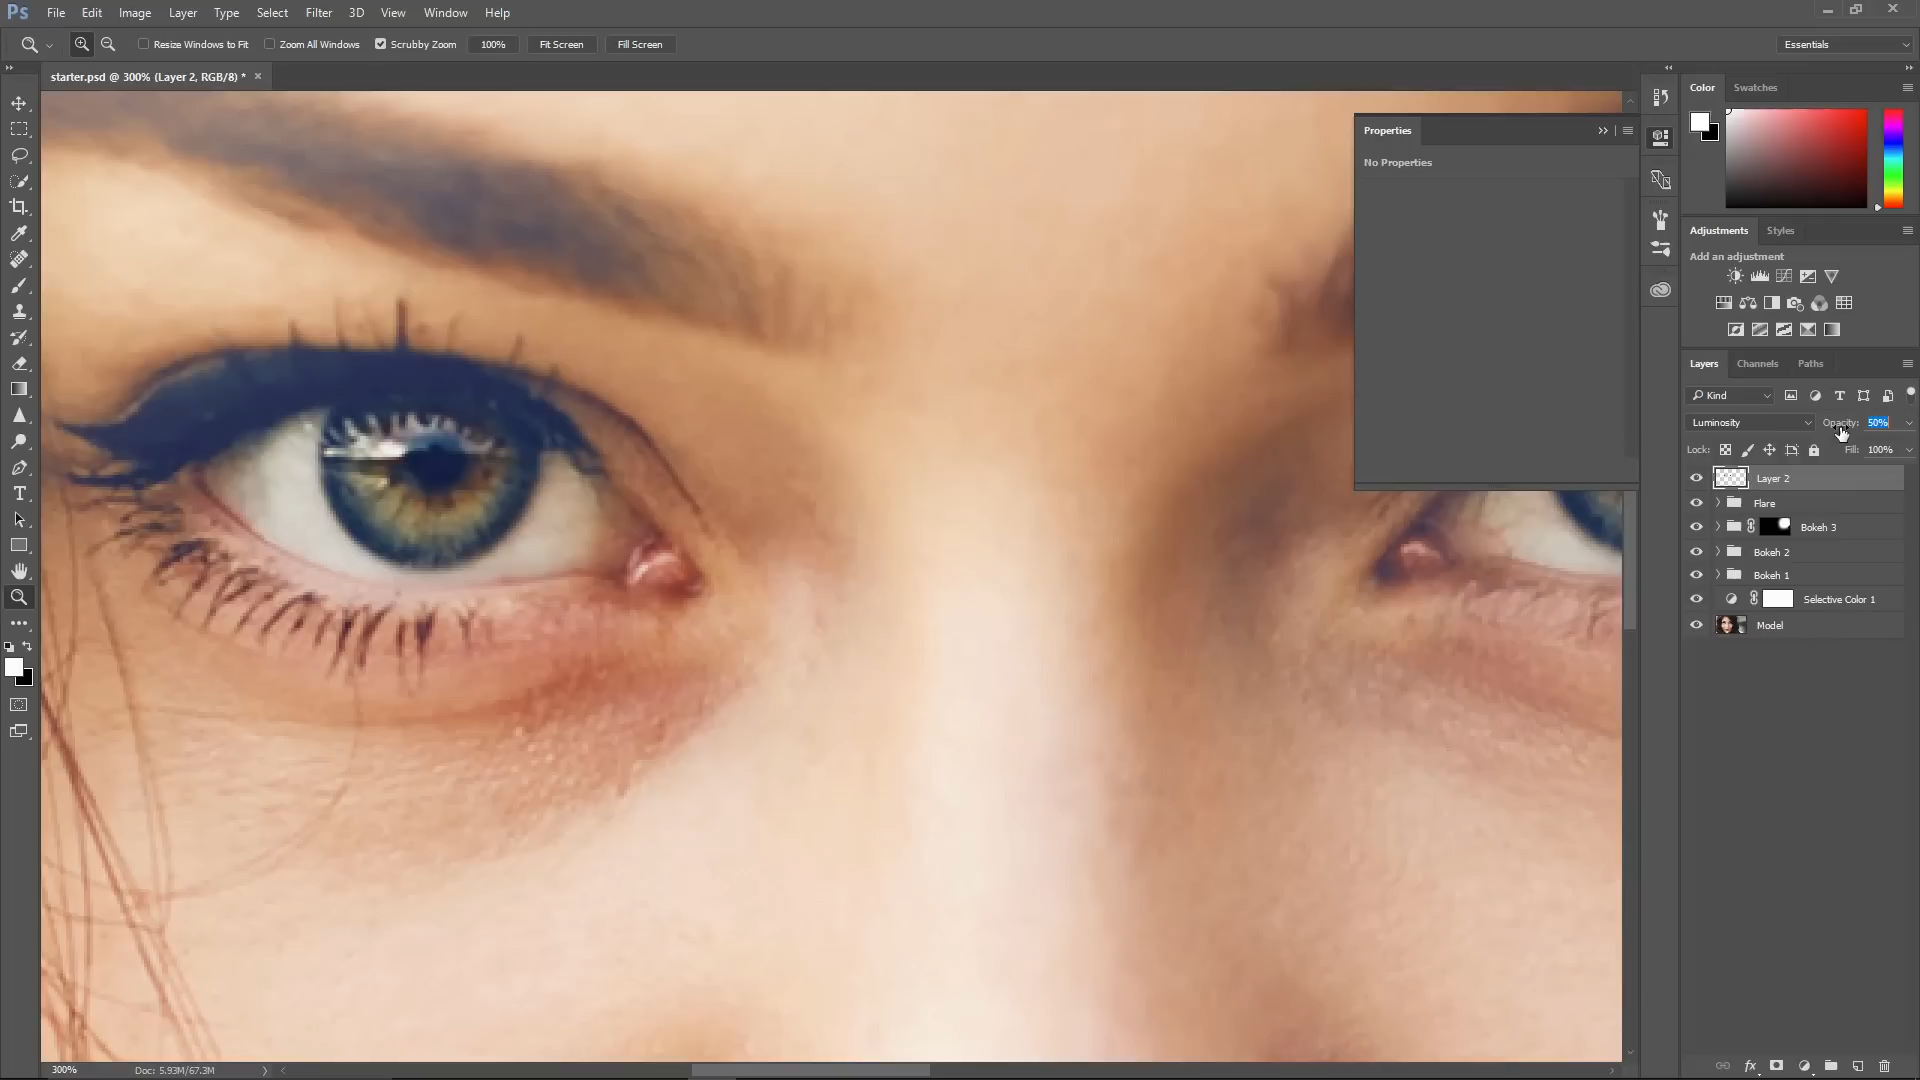 Ps File Edit Image Layer Type Select Filter 3D View Window Help
Resize Windows to Fit Zoom All Windows Scrubby Zoom 100% Fit Screen Fill Screen Essentials
starter.psd @ 300% (Layer 2, RGB/8) *
Color Swatches
Properties
No Properties
Adjustments Styles
Add an adjustment
Layers Channels Paths
Kind
Luminosity Opacity: 50%
Lock: Fill: 100%
Layer 2
Flare
Bokeh 3
Bokeh 2
Bokeh 1
Selective Color 1
Model
300% Doc: 5.93M/67.3M